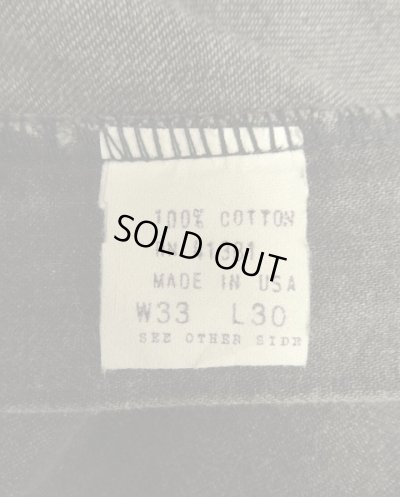 100% COTTON
SOLD OUT
MADE IN USA
W33 L30
SEE OTHER SIDE